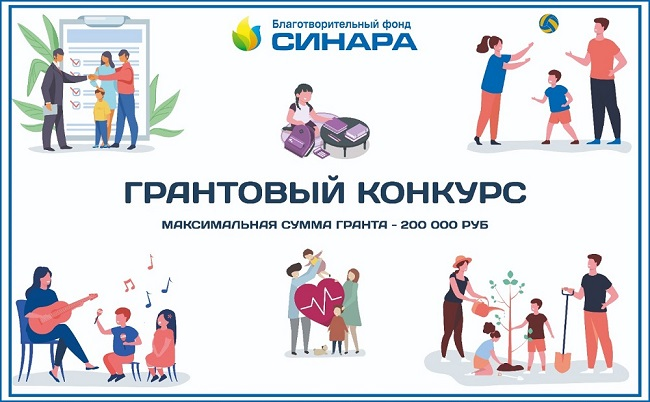 Благотворительный фонд
СИНАРА
ГРАНТОВЫЙ КОНКУРС
МАКСИМАЛЬНАЯ СУММА ГРАНТА - 200 000 РУБ